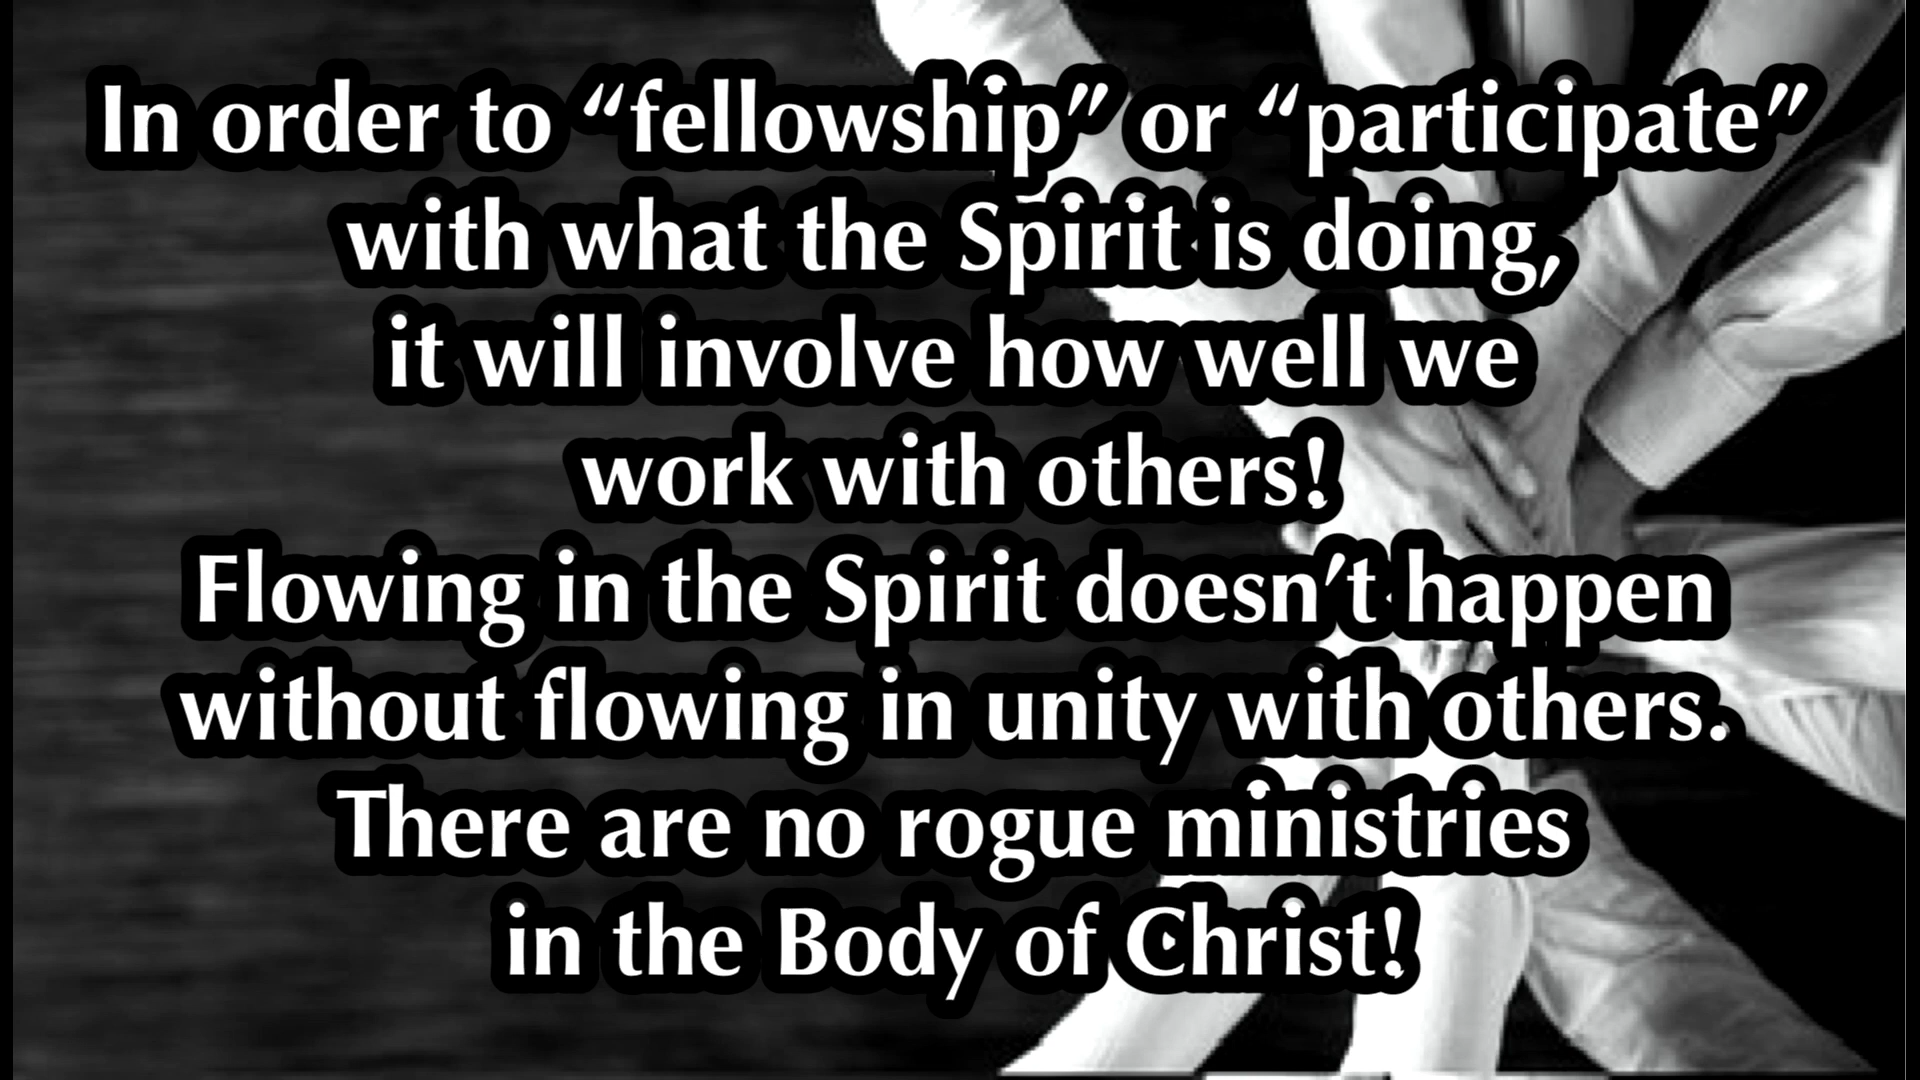 In order to “fellowship” or “participate”
with what the Spirit is doing,
it will involve how well we
work with others!
Flowing in the Spirit doesn’t happen
without flowing in unity with others.
There are no rogue ministries
in the Body of Christ!